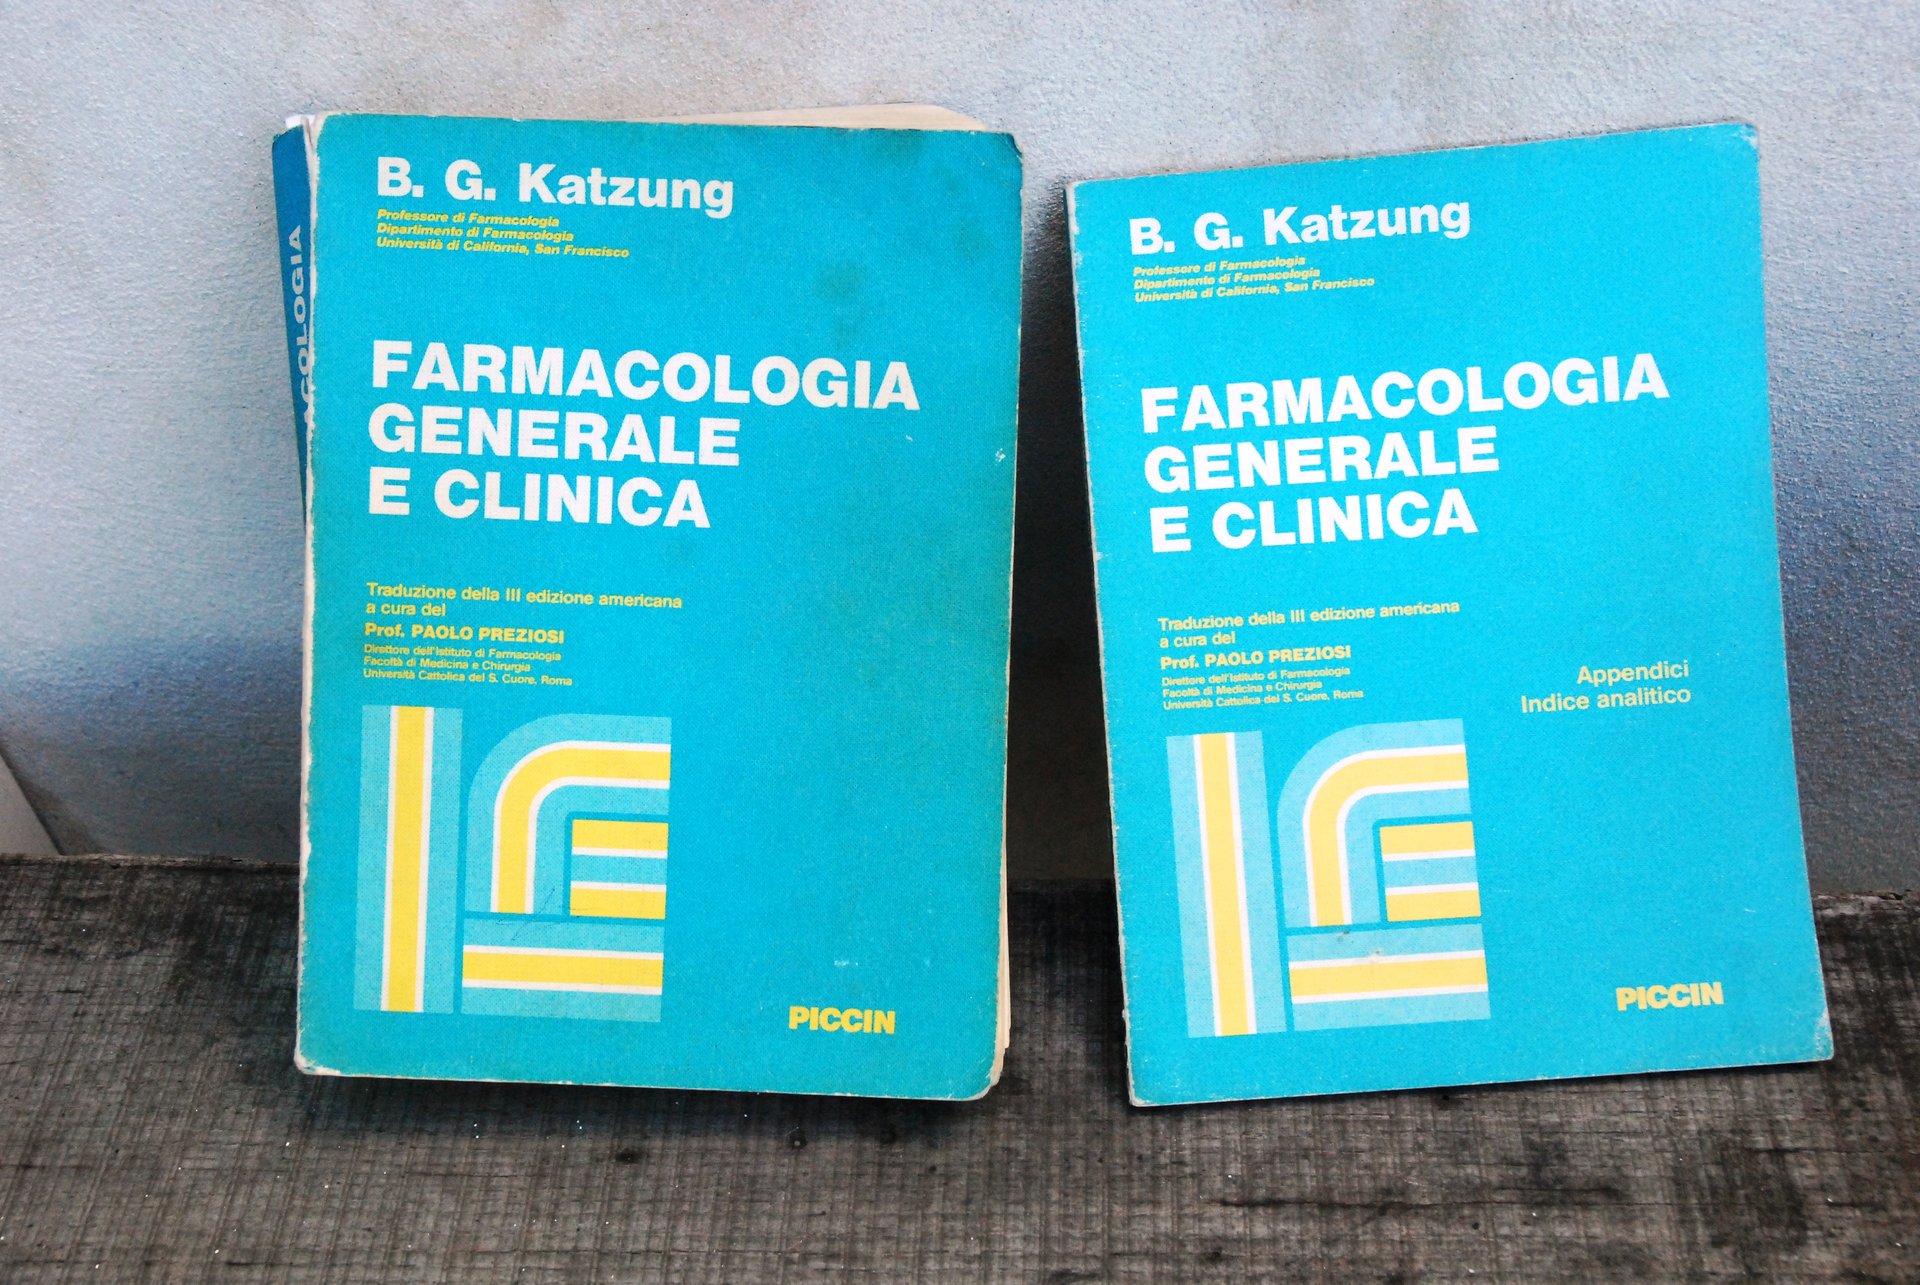 ACOLOGIA
B. G. Katzung
Professore di Farmacologia
Dipartimento di Farmacologia
Università di California, San Francisco
FARMACOLOGIA
GENERALE
E CLINICA
Traduzione della III edizione americana
a cura del
Prof. PAOLO PREZIOSI
Direttore dell'Istituto di Farmacologia
Facoltà di Medicina e Chirurgia
Università Cattolica del S. Cuore, Roma
PICCIN
B. G. Katzung
Professore di Farmacologia
Dipartimento di Farmacologia
Università di California, San Francisco
FARMACOLOGIA
GENERALE
E CLINICA
Traduzione della III edizione americana
a cura del
Prof. PAOLO PREZIOSI
Direttore dell'Istituto di Farmacologia
Facoltà di Medicina e Chirurgia
Università Cattolica del S. Cuore, Roma
Appendici
Indice analitico
PICCIN